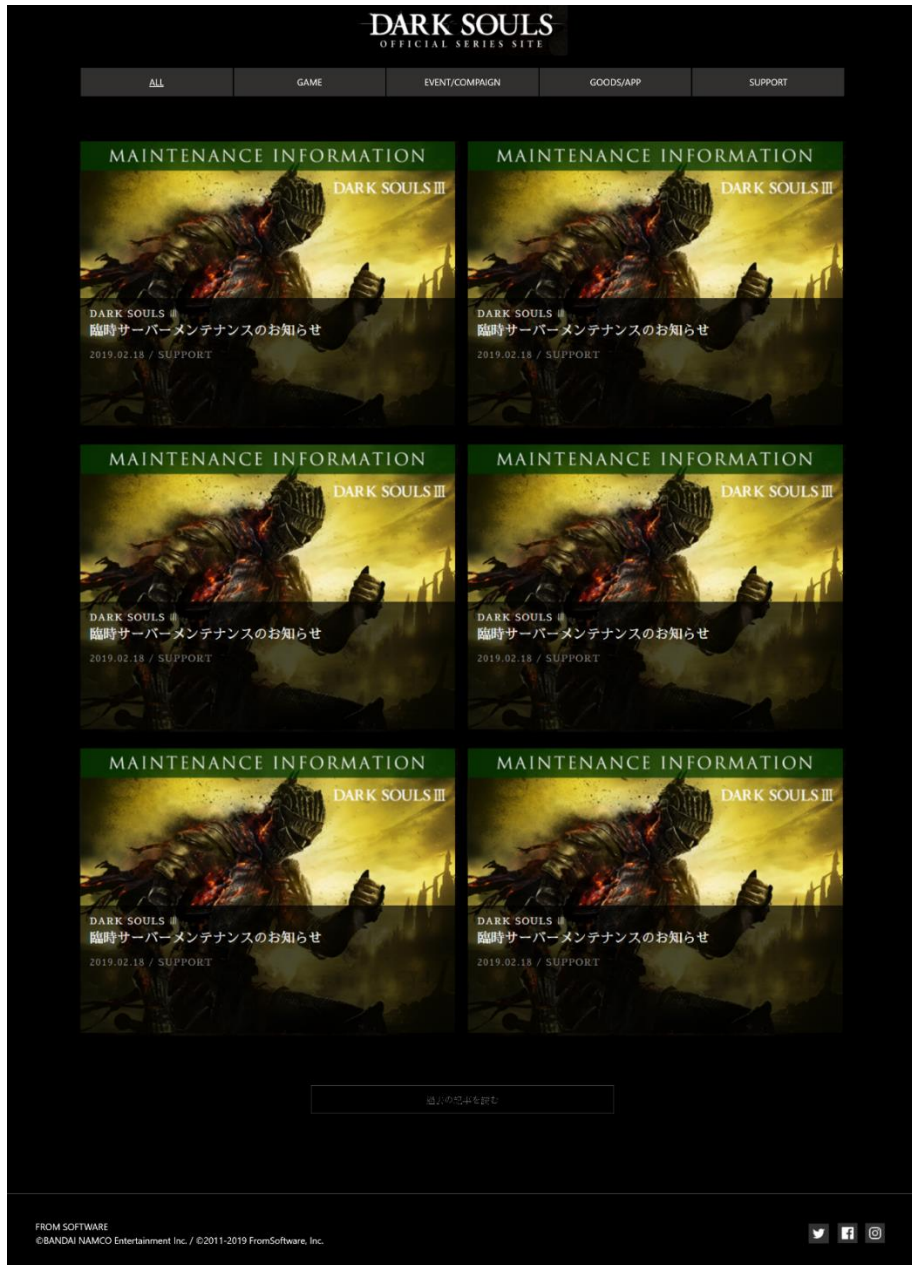 DARK SOULS
OFFICIAL SERIES SITE
ALL GAME EVENT/COMPAIGN GOODS/APP SUPPORT
MAINTENANCE INFORMATION
DARK SOULS III
DARK SOULS III
臨時サーバーメンテナンスのお知らせ
2019.02.18 / SUPPORT
MAINTENANCE INFORMATION
DARK SOULS III
DARK SOULS III
臨時サーバーメンテナンスのお知らせ
2019.02.18 / SUPPORT
MAINTENANCE INFORMATION
DARK SOULS III
DARK SOULS III
臨時サーバーメンテナンスのお知らせ
2019.02.18 / SUPPORT
MAINTENANCE INFORMATION
DARK SOULS III
DARK SOULS III
臨時サーバーメンテナンスのお知らせ
2019.02.18 / SUPPORT
MAINTENANCE INFORMATION
DARK SOULS III
DARK SOULS III
臨時サーバーメンテナンスのお知らせ
2019.02.18 / SUPPORT
MAINTENANCE INFORMATION
DARK SOULS III
DARK SOULS III
臨時サーバーメンテナンスのお知らせ
2019.02.18 / SUPPORT
過去の記事を読む
FROM SOFTWARE
©BANDAI NAMCO Entertainment Inc. / ©2011-2019 FromSoftware, Inc.